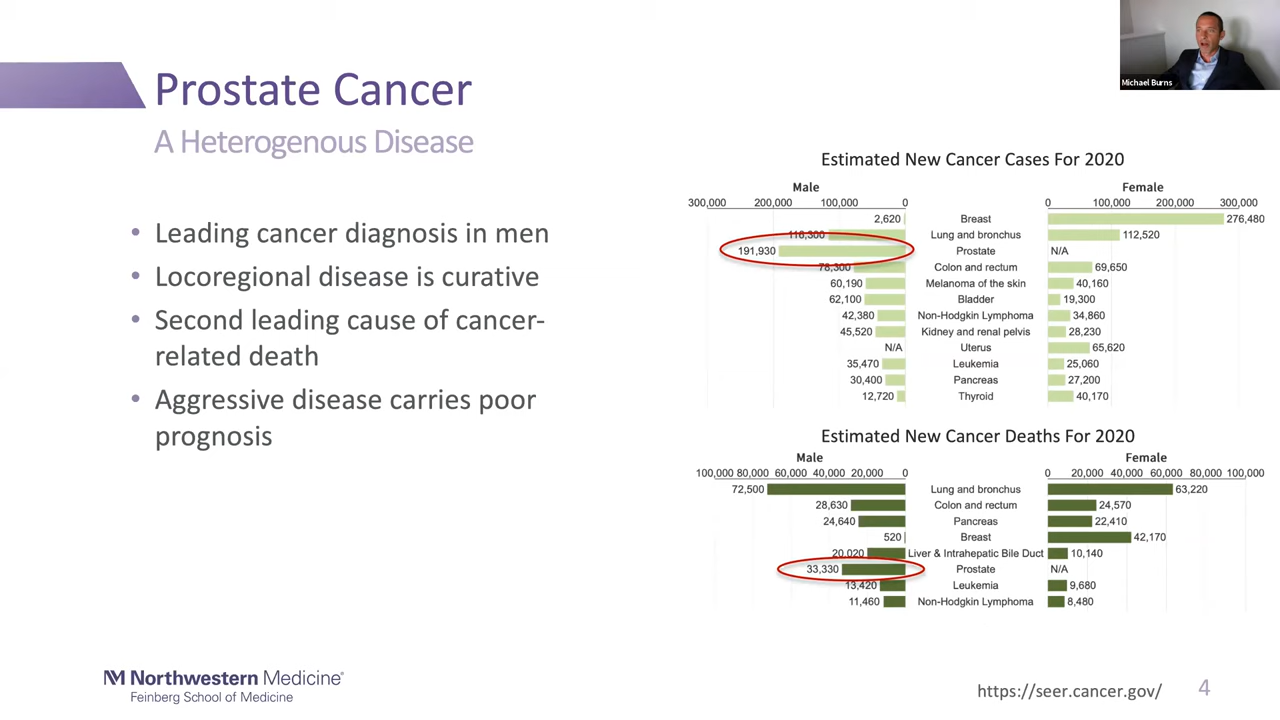 Michael Burns
Prostate Cancer
A Heterogenous Disease
• Leading cancer diagnosis in men
• Locoregional disease is curative
• Second leading cause of cancer-
related death
• Aggressive disease carries poor
prognosis
Estimated New Cancer Cases For 2020
Male Female
300,000 200,000 100,000 0 0 100,000 200,000 300,000
2,620 Breast 276,480
116,300 Lung and bronchus 112,520
191,930 Prostate N/A
78,300 Colon and rectum 69,650
60,190 Melanoma of the skin 40,160
62,100 Bladder 19,300
42,380 Non-Hodgkin Lymphoma 34,860
45,520 Kidney and renal pelvis 28,230
N/A Uterus 65,620
35,470 Leukemia 25,060
30,400 Pancreas 27,200
12,720 Thyroid 40,170
Estimated New Cancer Deaths For 2020
Male Female
100,000 80,000 60,000 40,000 20,000 0 0 20,000 40,000 60,000 80,000 100,000
72,500 Lung and bronchus 63,220
28,630 Colon and rectum 24,570
24,640 Pancreas 22,410
520 Breast 42,170
20,020 Liver & Intrahepatic Bile Duct 10,140
33,330 Prostate N/A
13,420 Leukemia 9,680
11,460 Non-Hodgkin Lymphoma 8,480
Northwestern Medicine®
Feinberg School of Medicine
https://seer.cancer.gov/ 4